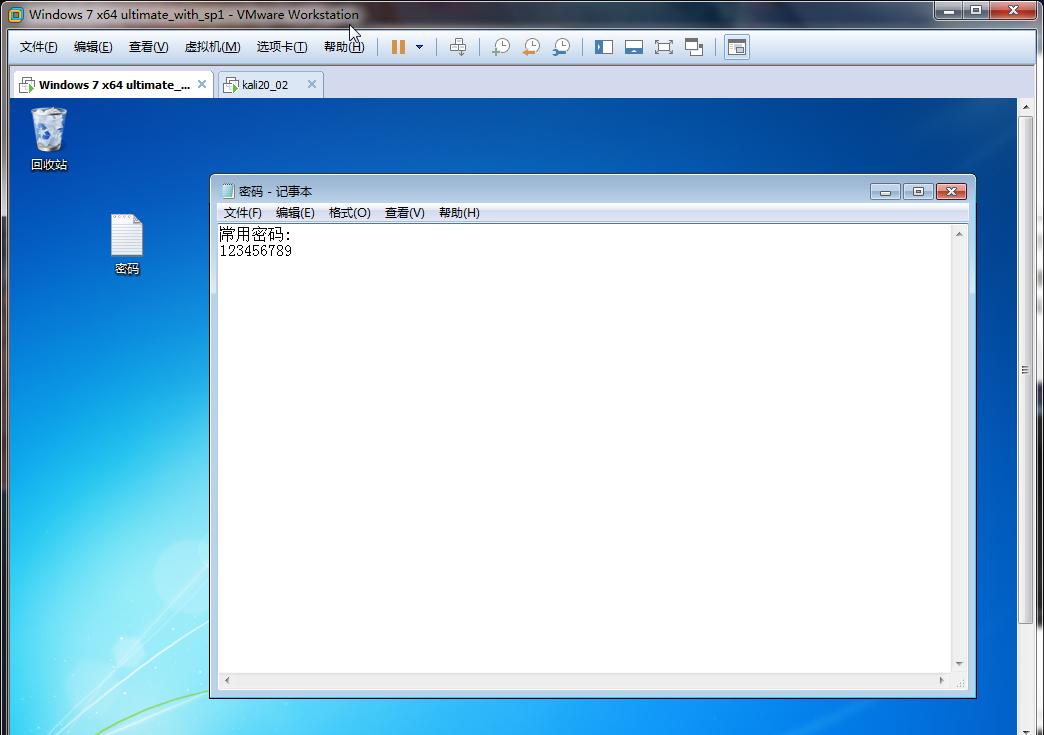 Windows 7 x64 ultimate_with_sp1 - VMware Workstation
文件(F) 编辑(E) 查看(V) 虚拟机(M) 选项卡(T) 帮助(H)
Windows 7 x64 ultimate_... kali20_02
回收站
密码
密码 - 记事本
文件(F) 编辑(E) 格式(O) 查看(V) 帮助(H)
常用密码:
123456789